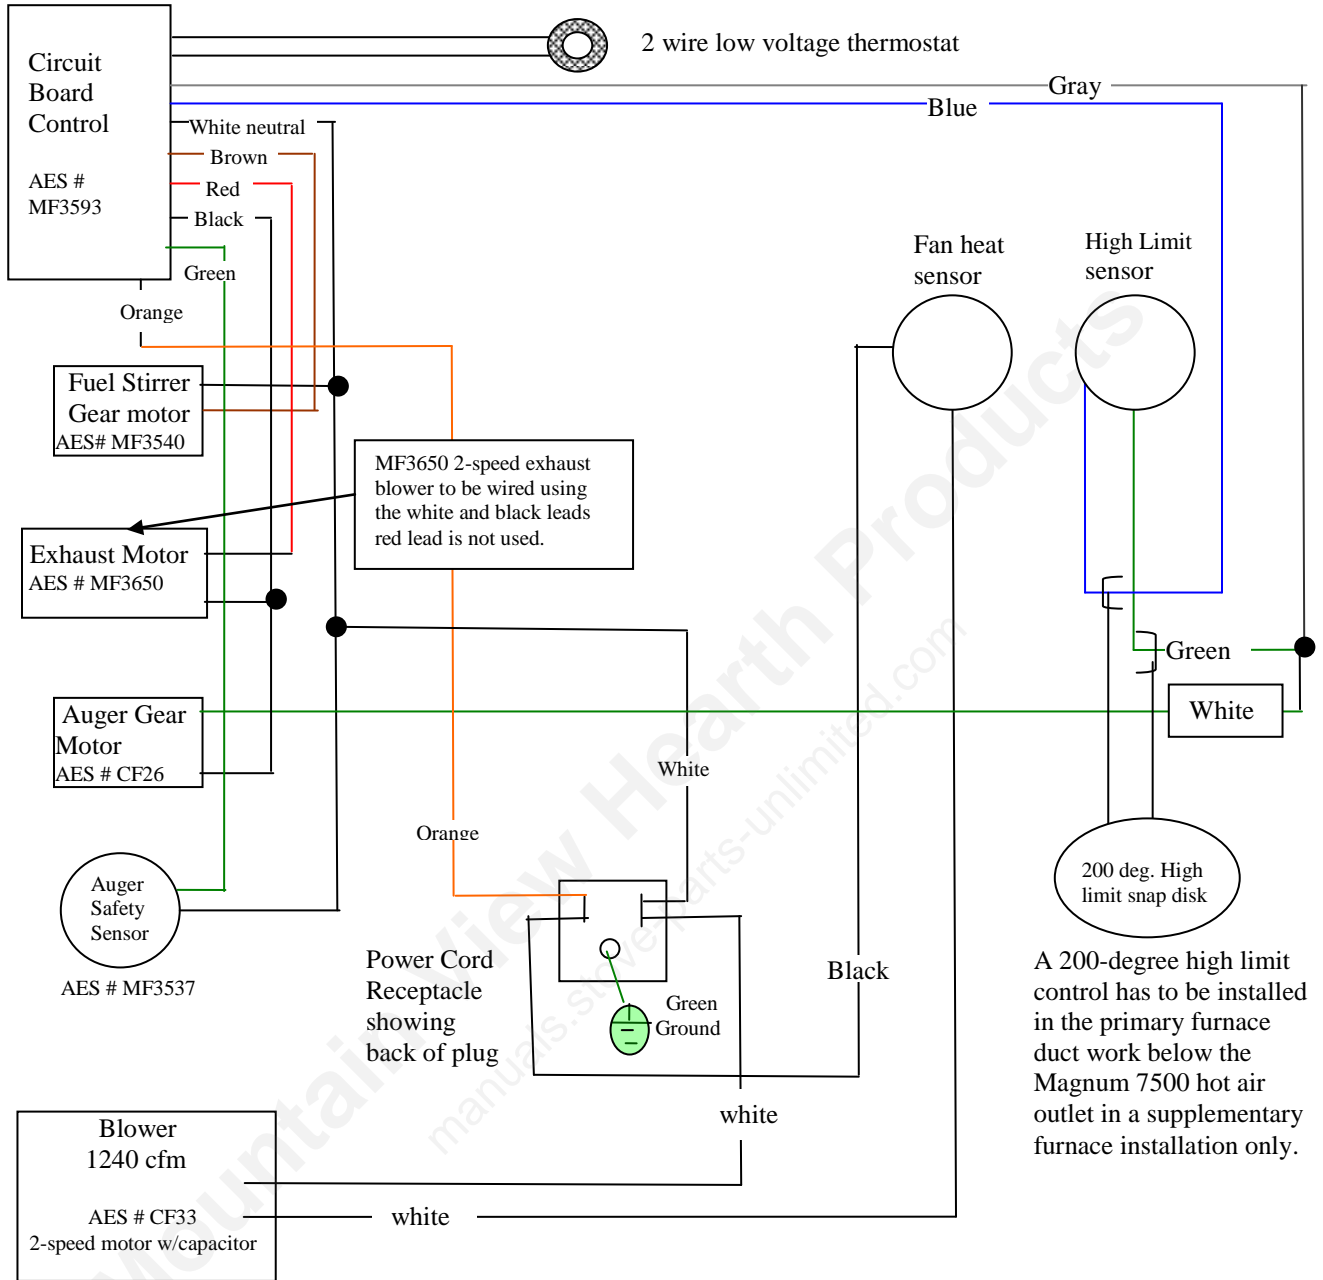 2 wire low voltage thermostat
Circuit
Board
Control
AES #
MF3593
Gray
Blue
White neutral
Brown
Red
Black
Green
Orange
Fan heat
sensor
High Limit
sensor
Fuel Stirrer
Gear motor
AES# MF3540
MF3650 2-speed exhaust
blower to be wired using
the white and black leads
red lead is not used.
Exhaust Motor
AES # MF3650
Green
White
Auger Gear
Motor
AES # CF26
White
Orange
Auger
Safety
Sensor
AES # MF3537
200 deg. High
limit snap disk
Power Cord
Receptacle
showing
back of plug
Green
Ground
Black
A 200-degree high limit
control has to be installed
in the primary furnace
duct work below the
Magnum 7500 hot air
outlet in a supplementary
furnace installation only.
white
Blower
1240 cfm
AES # CF33
2-speed motor w/capacitor
white
Mountain View Hearth Products
manuals.stove-parts-unlimited.com